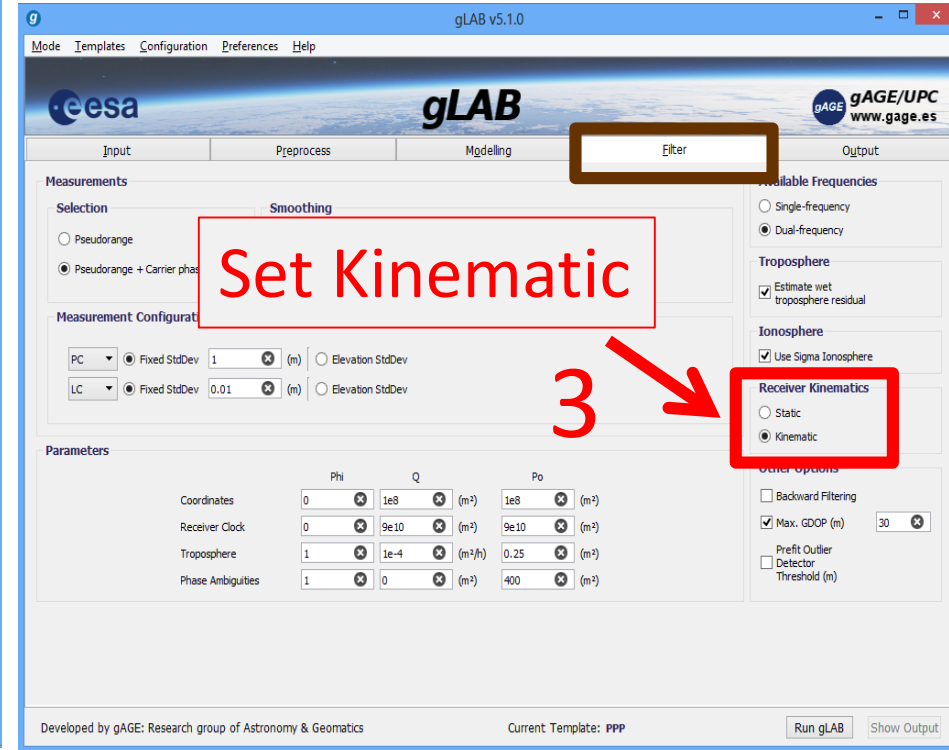 gLAB v5.1.0
Mode Templates Configuration Preferences Help
eesa
gLAB
gAGE
gAGE/UPC
www.gage.es
Input
Preprocess
Modelling
Filter
Output
Measurements
Selection
Smoothing
Pseudorange
Pseudorange + Carrier phas
Set Kinematic
3
Measurement Configurati
PC Fixed StdDev 1 (m) Elevation StdDev
LC Fixed StdDev 0.01 (m) Elevation StdDev
Available Frequencies
Single-frequency
Dual-frequency
Troposphere
Estimate wet
troposphere residual
Ionosphere
Use Sigma Ionosphere
Receiver Kinematics
Static
Kinematic
Other Options
Backward Filtering
Max. GDOP (m) 30
Prefit Outlier
Detector
Threshold (m)
Parameters
Phi Q Po
Coordinates 0 1e8 (m²) 1e8 (m²)
Receiver Clock 0 9e10 (m²) 9e10 (m²)
Troposphere 1 1e-4 (m²/h) 0.25 (m²)
Phase Ambiguities 1 0 (m²) 400 (m²)
Developed by gAGE: Research group of Astronomy & Geomatics
Current Template: PPP
Run gLAB
Show Output